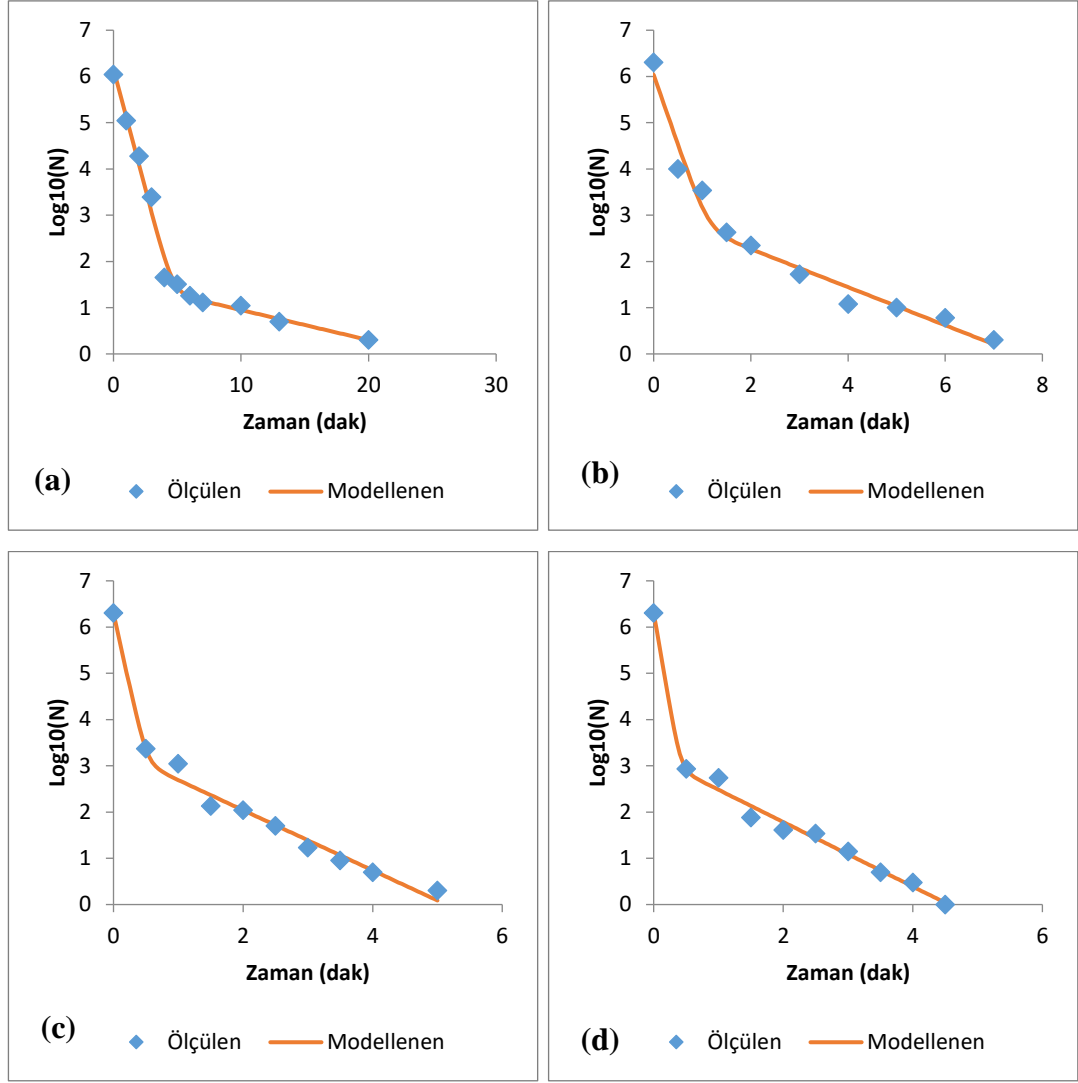 7
6
5
4
3
2
1
0
Log10(N)
0 10 20 30
Zaman (dak)
(a) Ölçülen Modellenen
7
6
5
4
3
2
1
0
Log10(N)
0 2 4 6 8
Zaman (dak)
(b) Ölçülen Modellenen
7
6
5
4
3
2
1
0
Log10(N)
0 2 4 6
Zaman (dak)
(c) Ölçülen Modellenen
7
6
5
4
3
2
1
0
Log10(N)
0 2 4 6
Zaman (dak)
(d) Ölçülen Modellenen